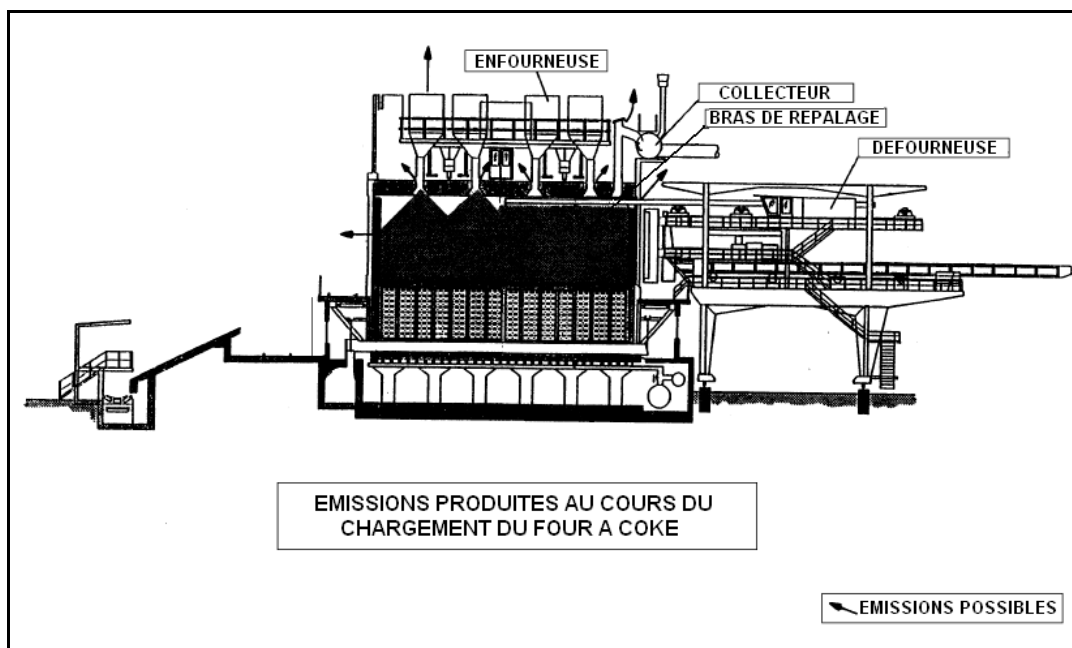 ENFOURNEUSE
COLLECTEUR
BRAS DE REPALAGE
DEFOURNEUSE
EMISSIONS PRODUITES AU COURS DU
CHARGEMENT DU FOUR A COKE
EMISSIONS POSSIBLES